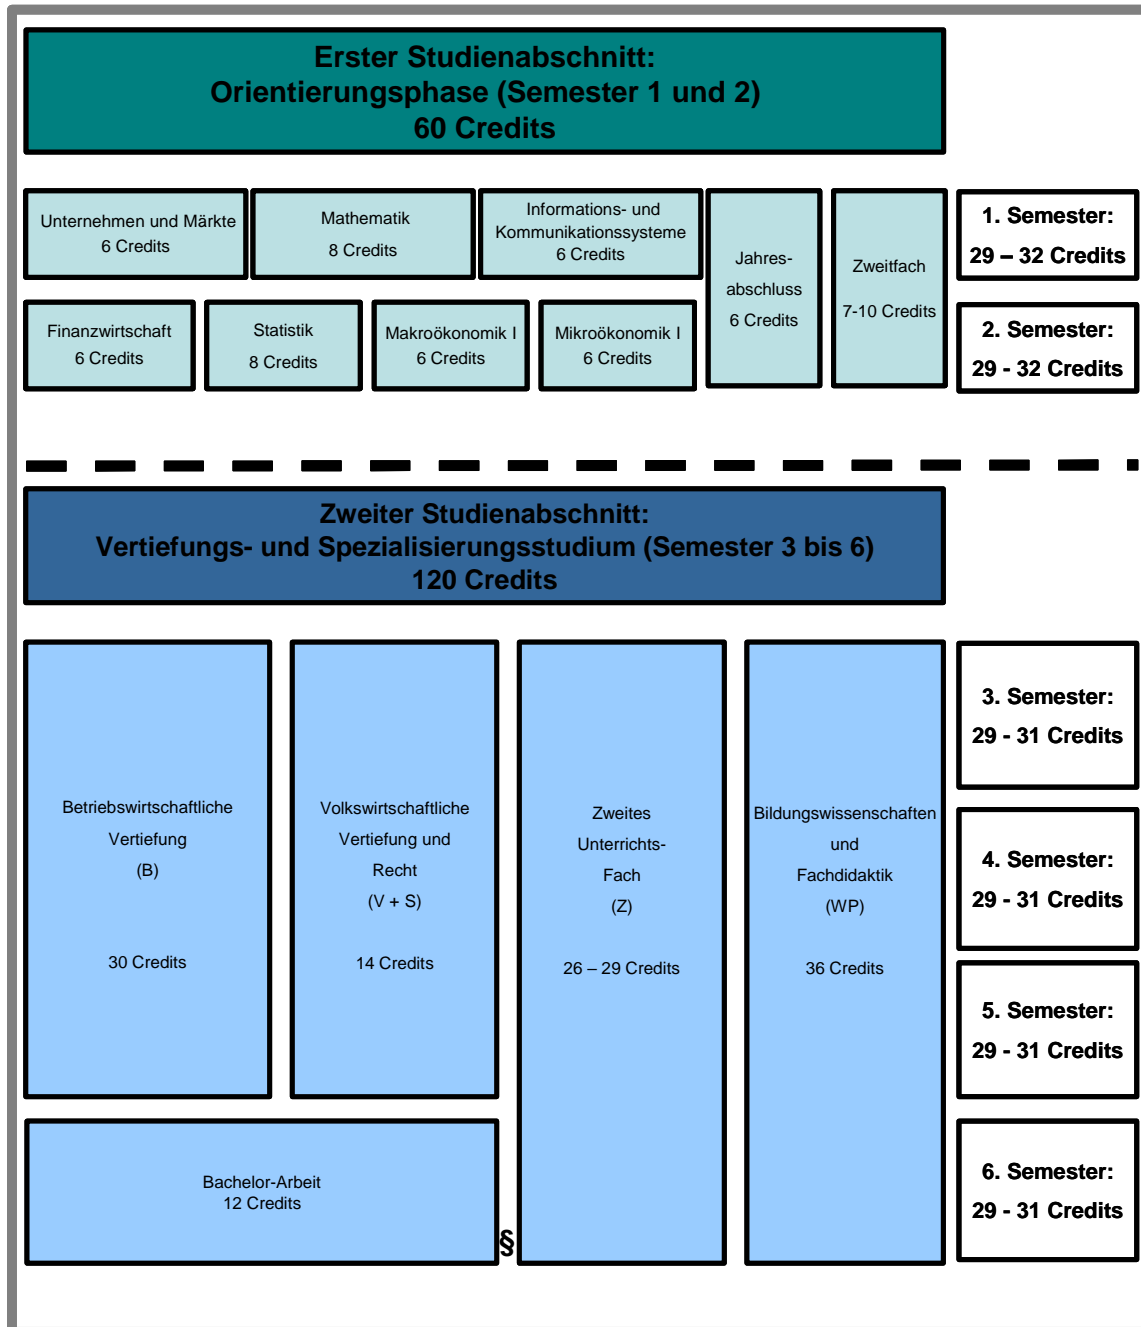 Erster Studienabschnitt:
Orientierungsphase (Semester 1 und 2)
60 Credits
Unternehmen und Märkte
6 Credits
Mathematik
8 Credits
Informations- und
Kommunikationssysteme
6 Credits
Jahres-
abschluss
6 Credits
Zweitfach
7-10 Credits
1. Semester:
29 – 32 Credits
Finanzwirtschaft
6 Credits
Statistik
8 Credits
Makroökonomik I
6 Credits
Mikroökonomik I
6 Credits
2. Semester:
29 - 32 Credits
Zweiter Studienabschnitt:
Vertiefungs- und Spezialisierungsstudium (Semester 3 bis 6)
120 Credits
Betriebswirtschaftliche
Vertiefung
(B)
30 Credits
Volkswirtschaftliche
Vertiefung und
Recht
(V + S)
14 Credits
Zweites
Unterrichts-
Fach
(Z)
26 – 29 Credits
Bildungswissenschaften
und
Fachdidaktik
(WP)
36 Credits
3. Semester:
29 - 31 Credits
4. Semester:
29 - 31 Credits
5. Semester:
29 - 31 Credits
Bachelor-Arbeit
12 Credits
§
6. Semester:
29 - 31 Credits